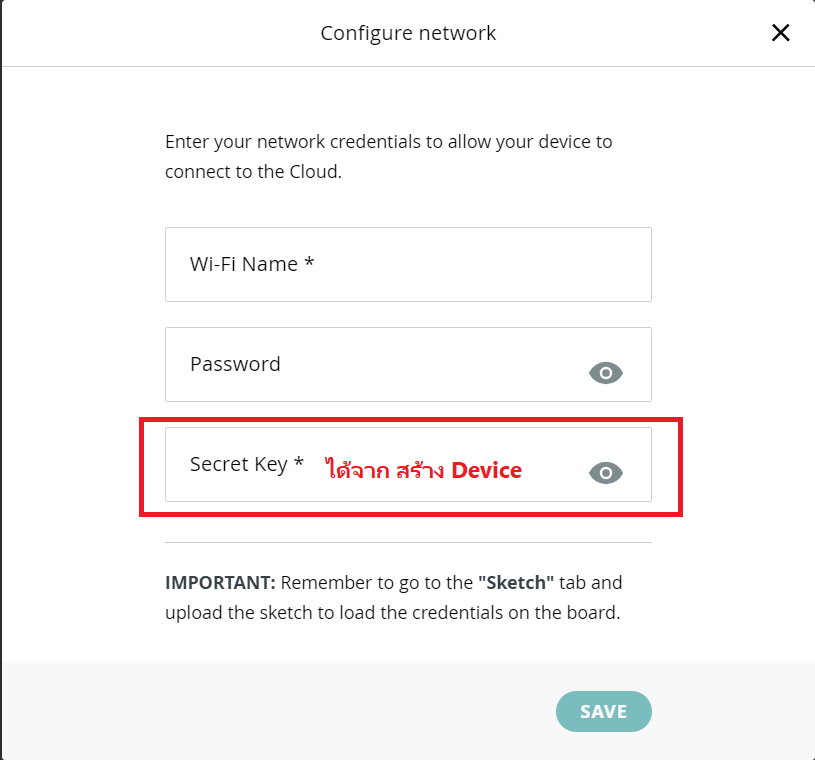 Configure network
Enter your network credentials to allow your device to
connect to the Cloud.
Wi-Fi Name *
Password
Secret Key * ได้จาก สร้าง Device
IMPORTANT: Remember to go to the "Sketch" tab and
upload the sketch to load the credentials on the board.
SAVE